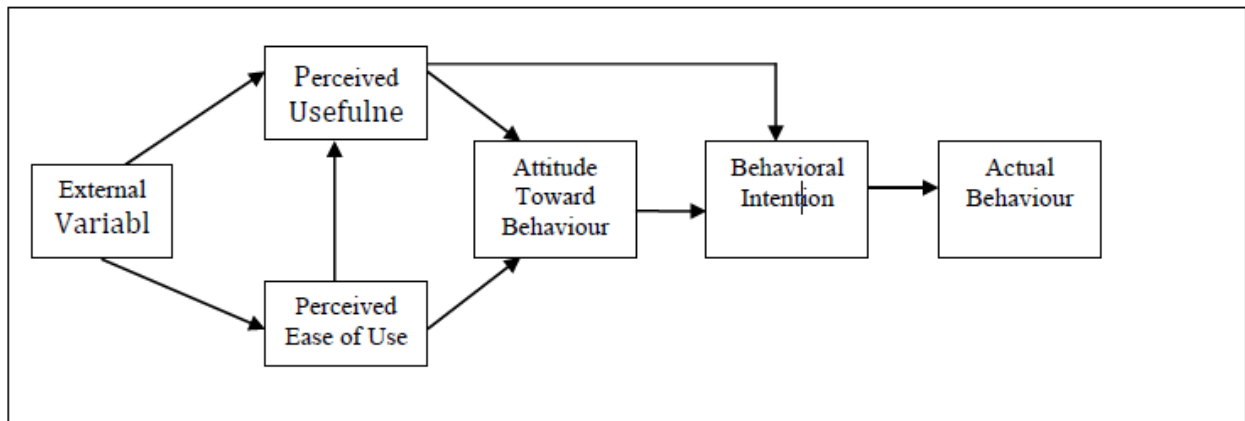 Perceived
Usefulne
External
Variabl
Perceived
Ease of Use
Attitude
Toward
Behaviour
Behavioral
Intention
Actual
Behaviour